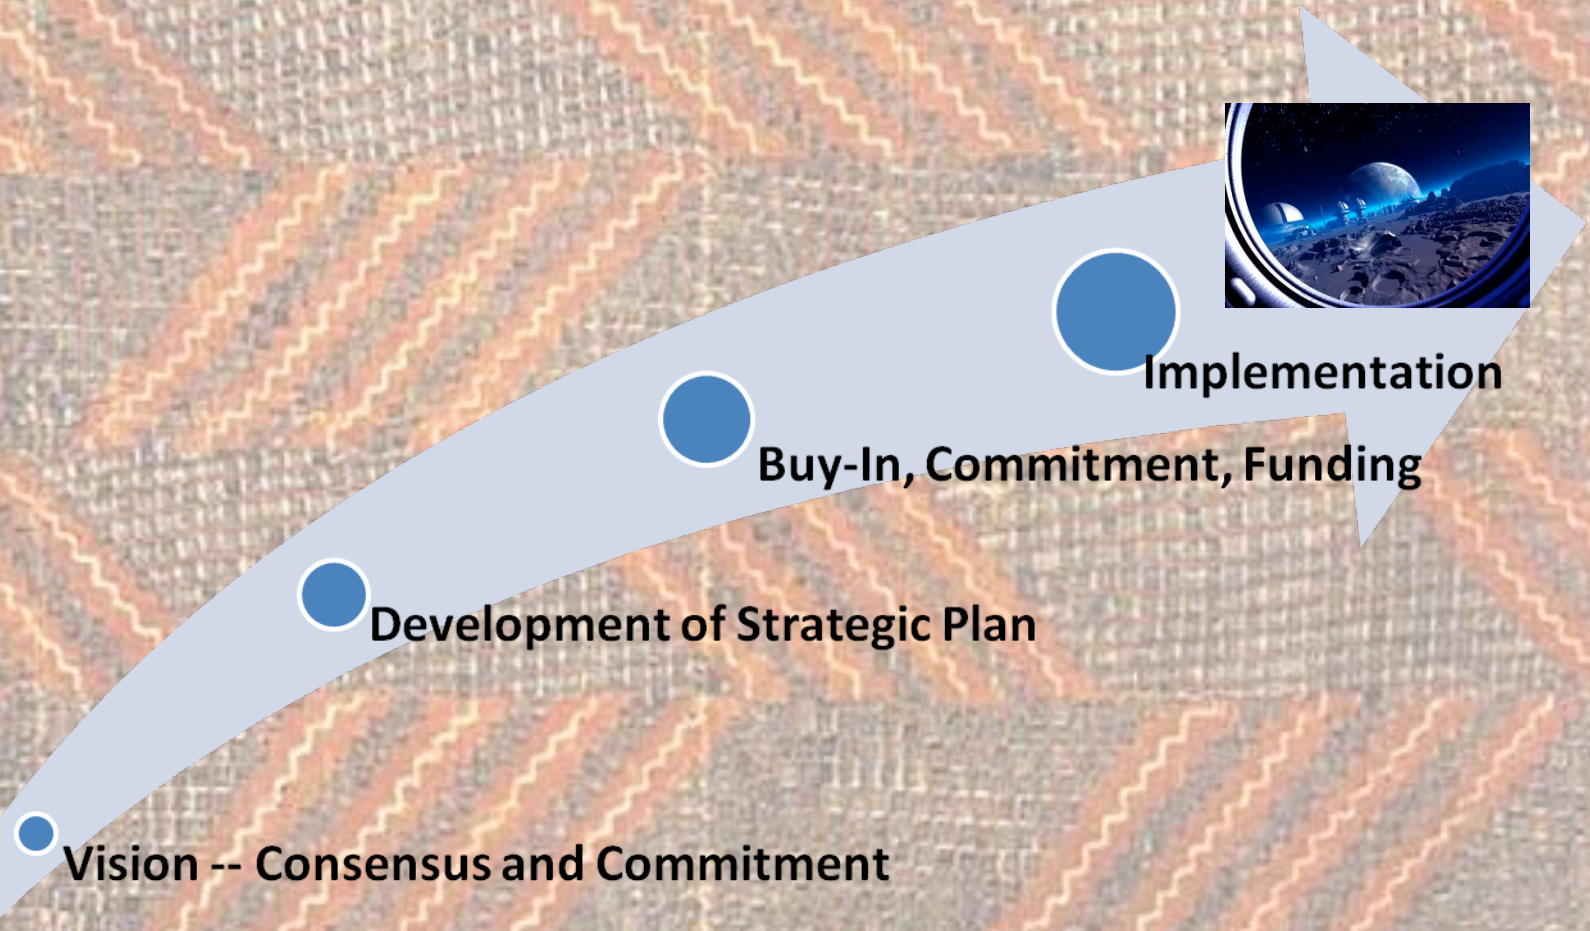 Implementation
Buy-In, Commitment, Funding
Development of Strategic Plan
Vision -- Consensus and Commitment